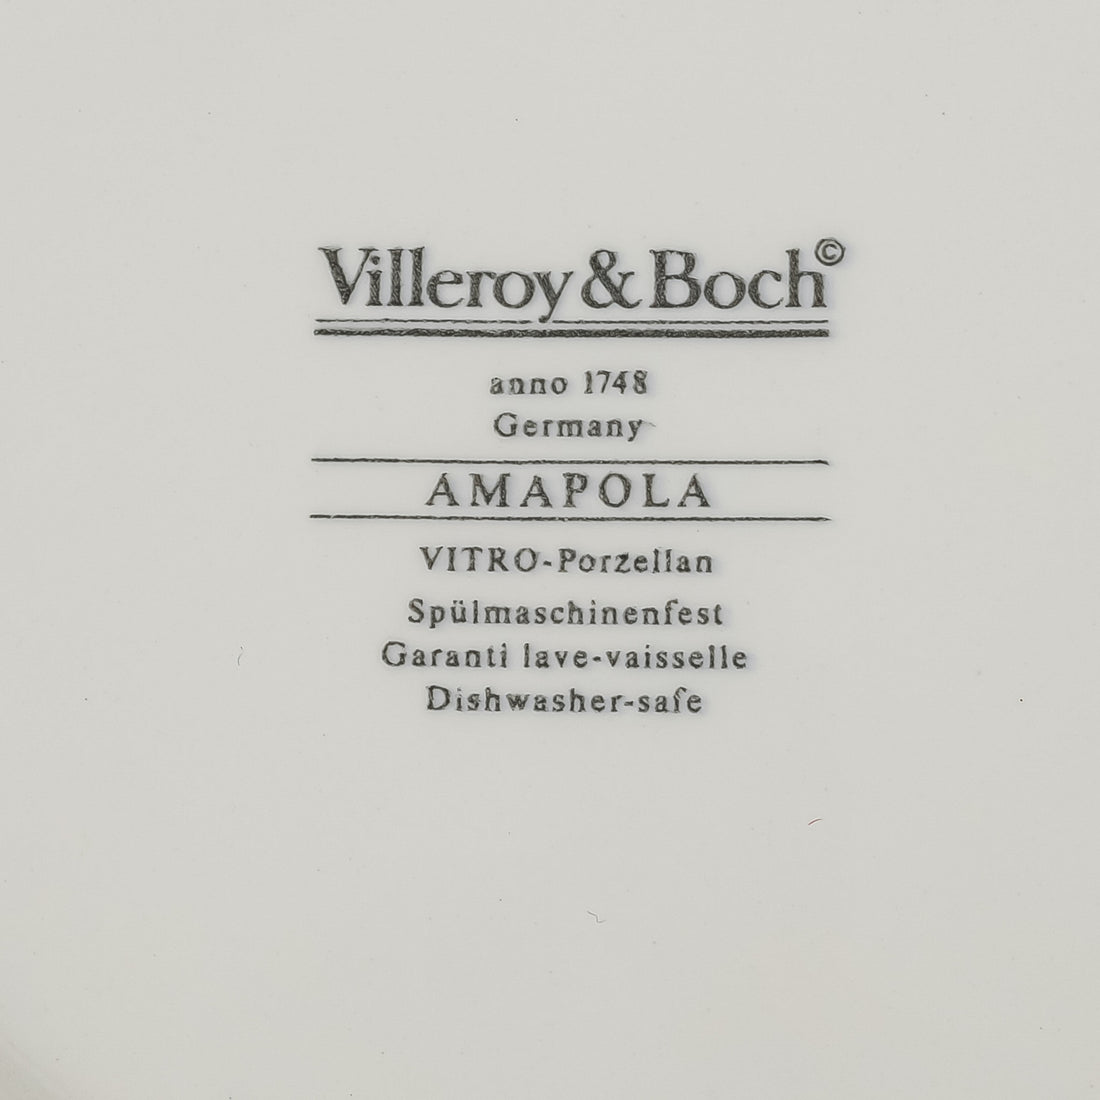 Villeroy & Boch©
anno 1748
Germany
AMAPOLA
VITRO-Porzellan
Spülmaschinenfest
Garanti lave-vaisselle
Dishwasher-safe